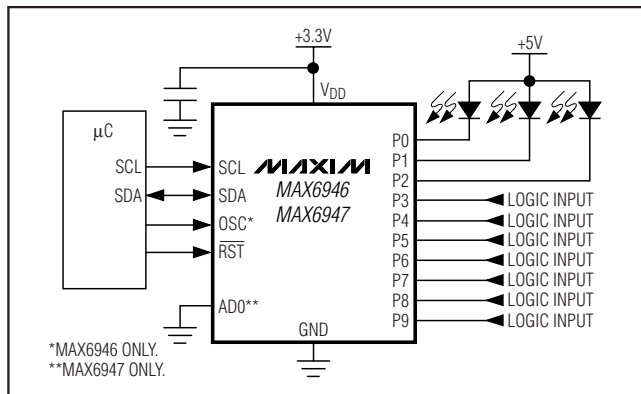 +3.3V
+5V
VDD
μC
SCL
SDA
SCL
SDA
OSC*
RST
AD0**
MAXIM
MAX6946
MAX6947
GND
P0
P1
P2
P3
P4
P5
P6
P7
P8
P9
LOGIC INPUT
LOGIC INPUT
LOGIC INPUT
LOGIC INPUT
LOGIC INPUT
LOGIC INPUT
LOGIC INPUT
*MAX6946 ONLY.
**MAX6947 ONLY.